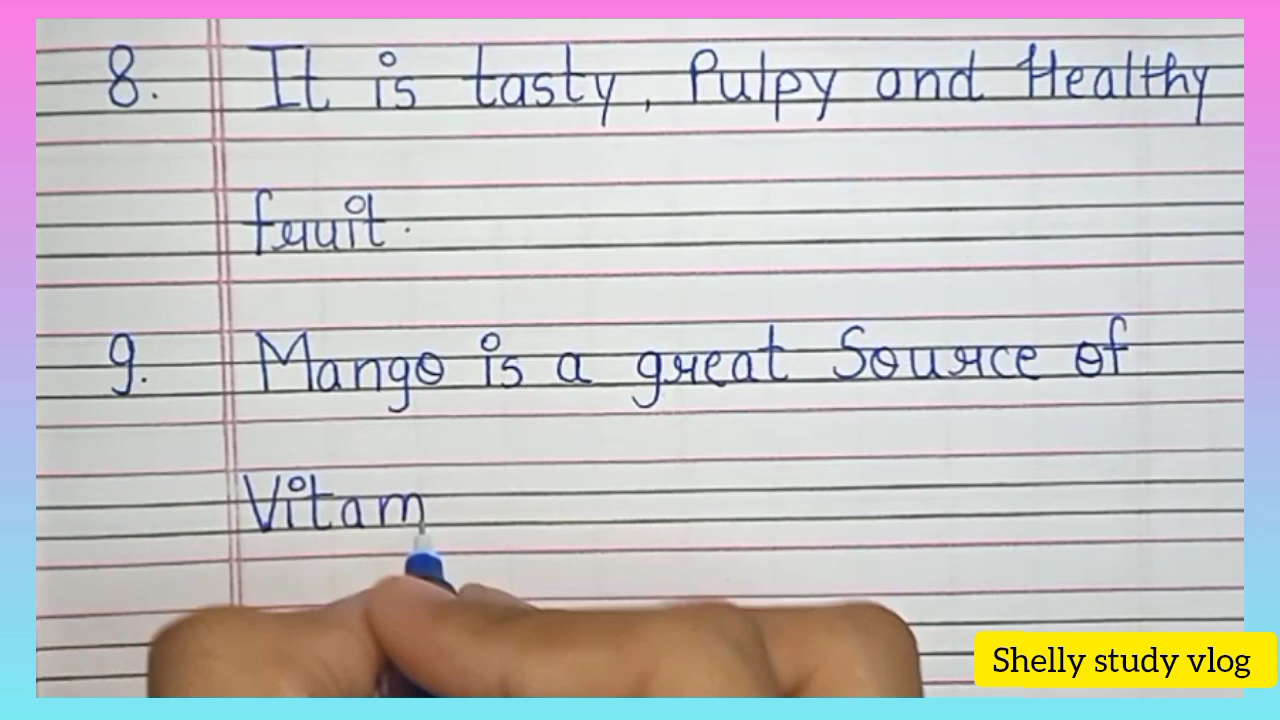 8. It is tasty, Pulpy and Healthy
fruit.
9. Mango is a great Source of
Vitam
Shelly study vlog